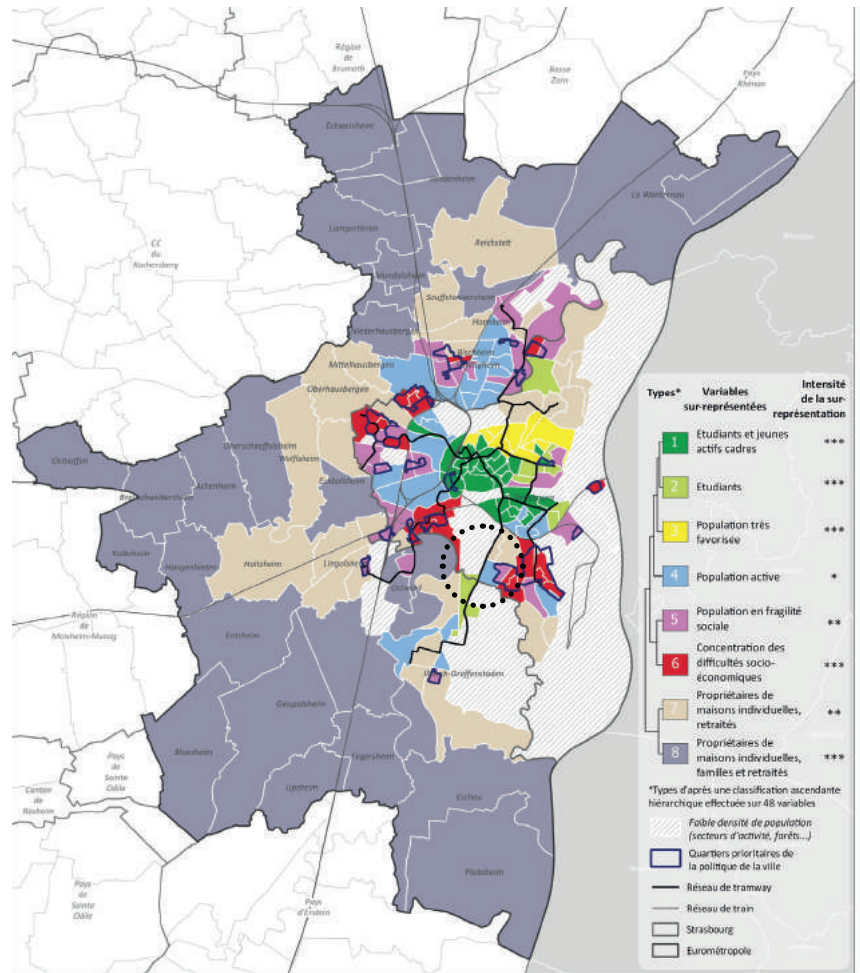 Région
de
Brumath
Basse
Zorn
Pays
Rhénan
Eckwersheim
Vendenheim
La Wantzenau
Lampertheim
Reichstett
CC
du
Kochersberg
Mundolsheim
Souffelweyersheim
Hoenheim
Niederhausbergen
Bischheim
Mittelhausbergen
Oberhausbergen
Oberschaeffolsheim
Wolfisheim
Osthoffen
Achenheim
Eckbolsheim
Breuschwickersheim
Kolbsheim
Hangenbieten
Holtzheim
Lingolsheim
Ostwald
Région
de
Molsheim-Mutzig
Entzheim
Illkirch-Graffenstaden
Geispolsheim
Blaesheim
Fegersheim
Pays
de
Sainte
Odile
Canton
de
Rosheim
Lipsheim
Eschau
Plobsheim
Pays
de
Sainte
Odile
Pays
d'Erstein
Types*
Variables
sur-représentées
Intensité
de la sur-
représentation
1
Etudiants et jeunes
actifs cadres
***
2
Etudiants
***
3
Population très
favorisée
***
4
Population active
*
5
Population en fragilité
sociale
**
6
Concentration des
difficultés socio-
économiques
***
7
Propriétaires de
maisons individuelles,
retraités
**
8
Propriétaires de
maisons individuelles,
familles et retraités
***
*Types d'après une classification ascendante
hiérarchique effectuée sur 48 variables
Faible densité de population
(secteurs d'activité, forêts...)
Quartiers prioritaires de
la politique de la ville
Réseau de tramway
Réseau de train
Strasbourg
Eurométropole